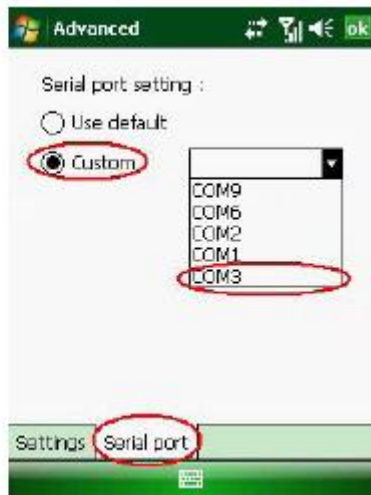 Advanced
ok
Serial port setting :
Use default
Custom
COM9
COM6
COM2
COM1
COM3
Settings Serial port